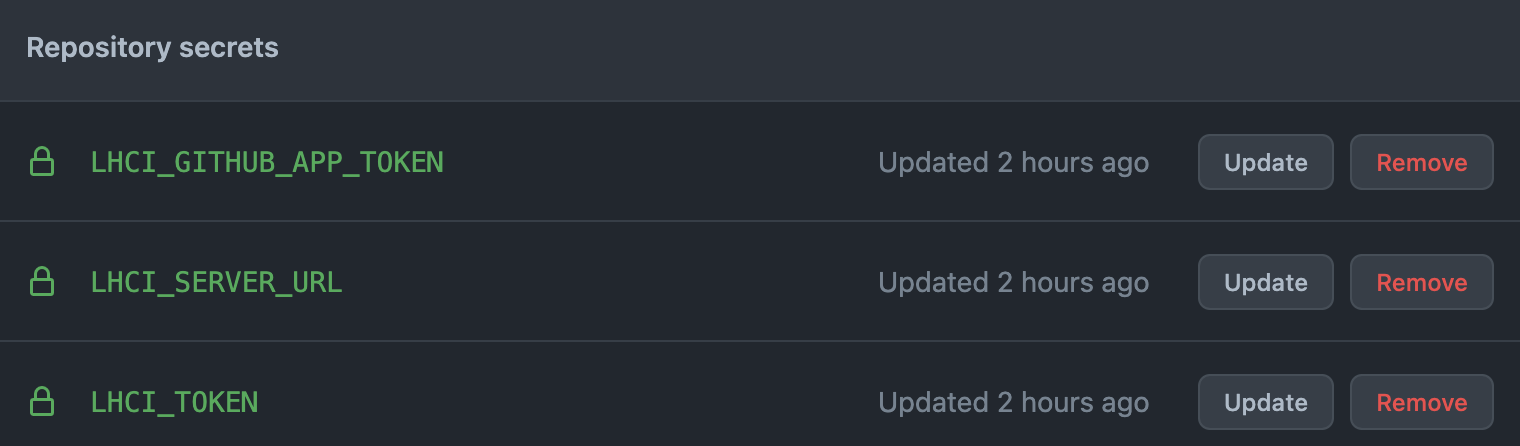 Repository secrets
LHCI_GITHUB_APP_TOKEN Updated 2 hours ago Update Remove
LHCI_SERVER_URL Updated 2 hours ago Update Remove
LHCI_TOKEN Updated 2 hours ago Update Remove